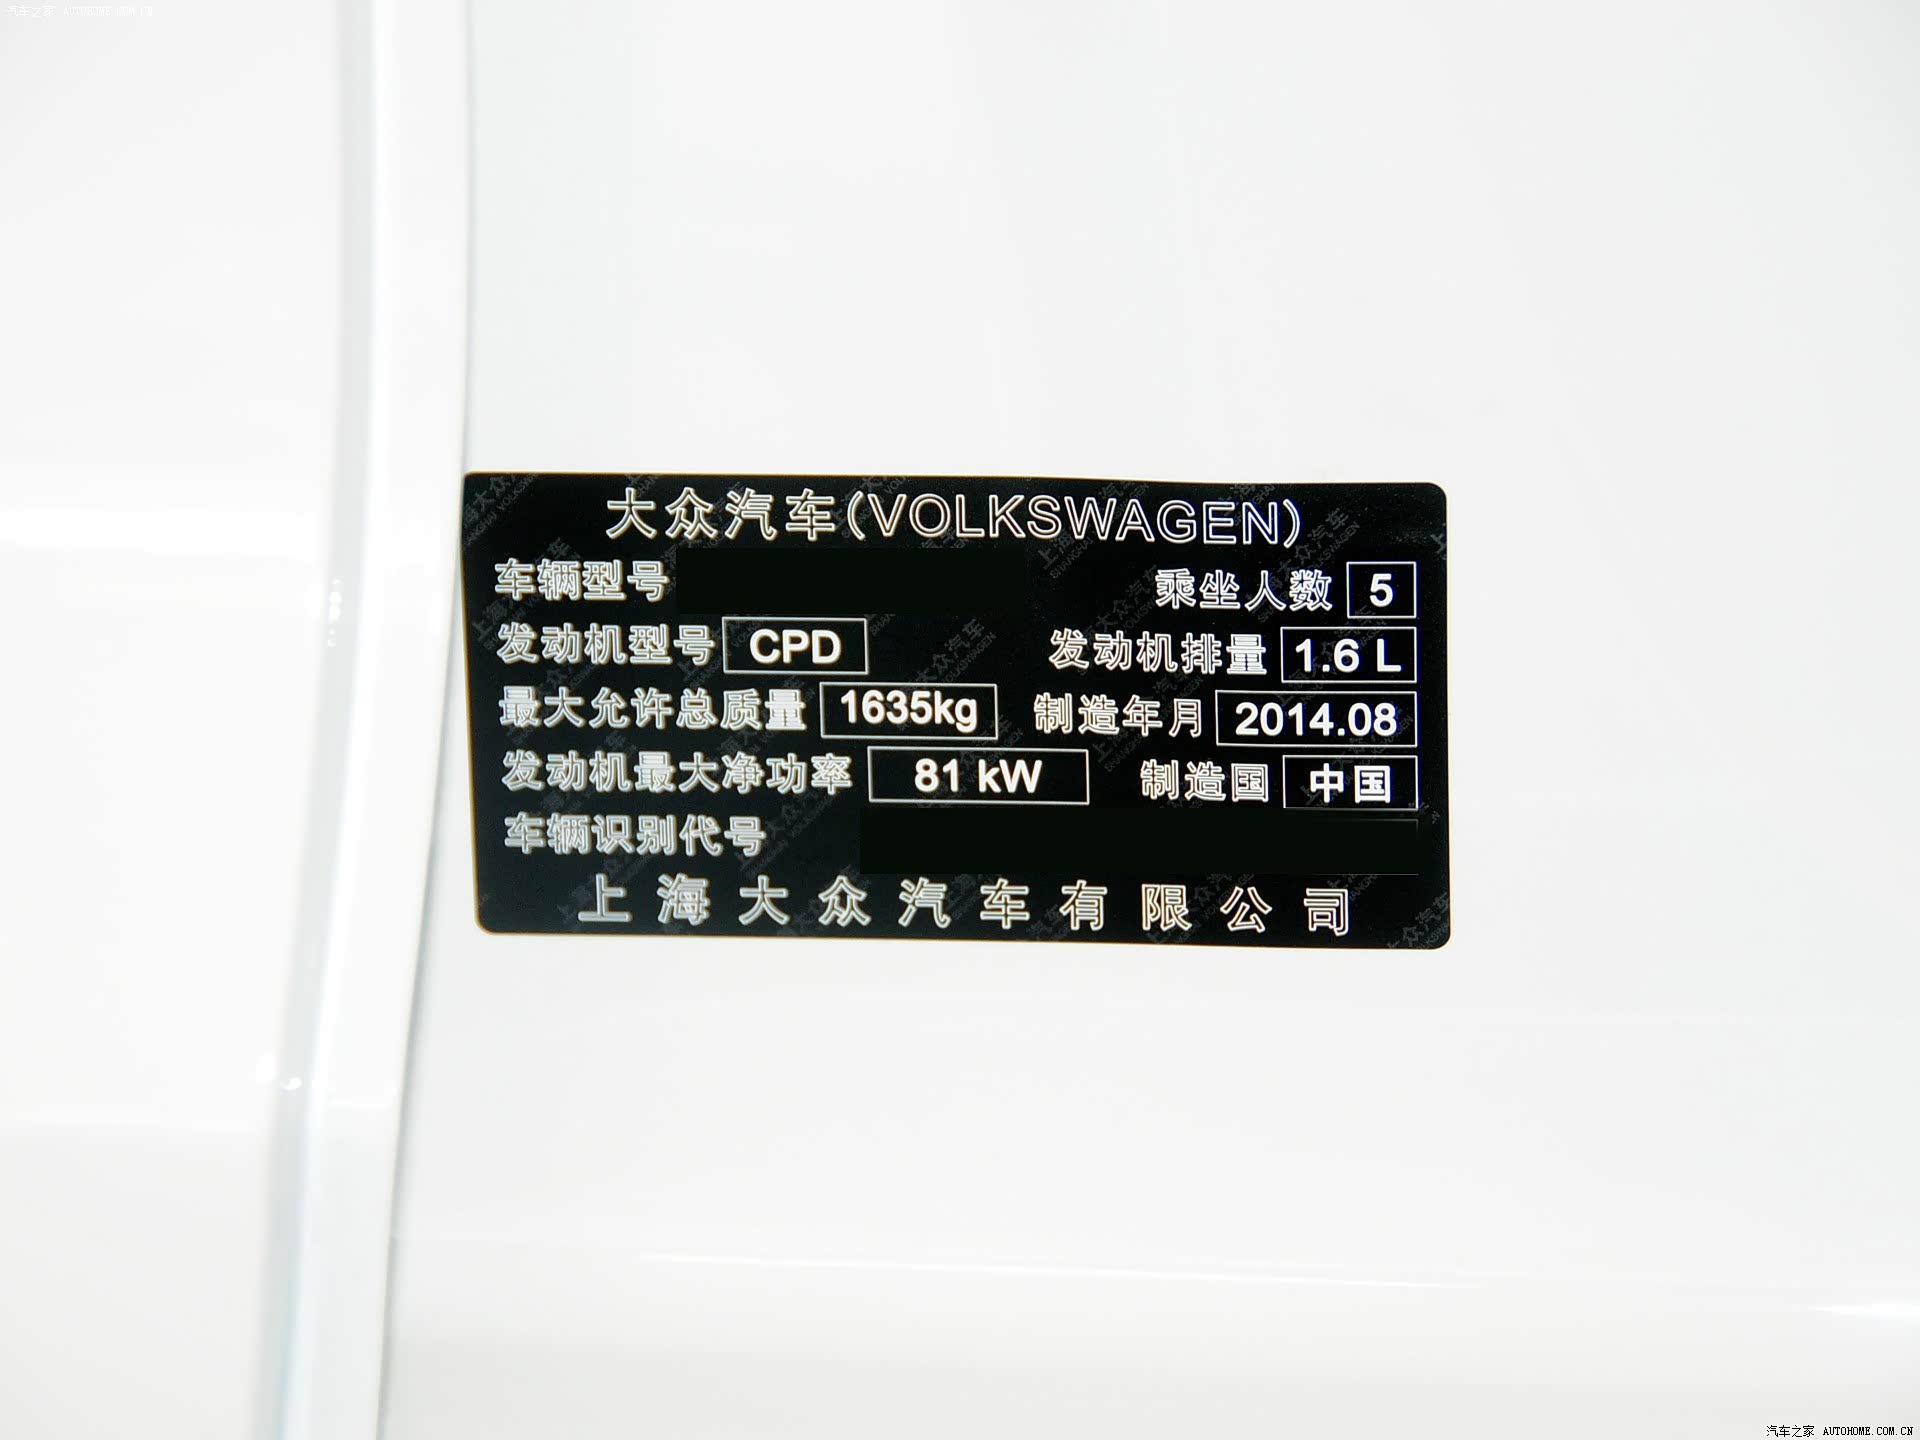 汽车之家 AUTOHOME.COM.CN
大众汽车(VOLKSWAGEN)
车辆型号 乘坐人数 5
发动机型号 CPD 发动机排量 1.6 L
最大允许总质量 1635kg 制造年月 2014.08
发动机最大净功率 81 kW 制造国 中国
车辆识别代号
上海大众汽车有限公司
汽车之家 AUTOHOME.COM.CN